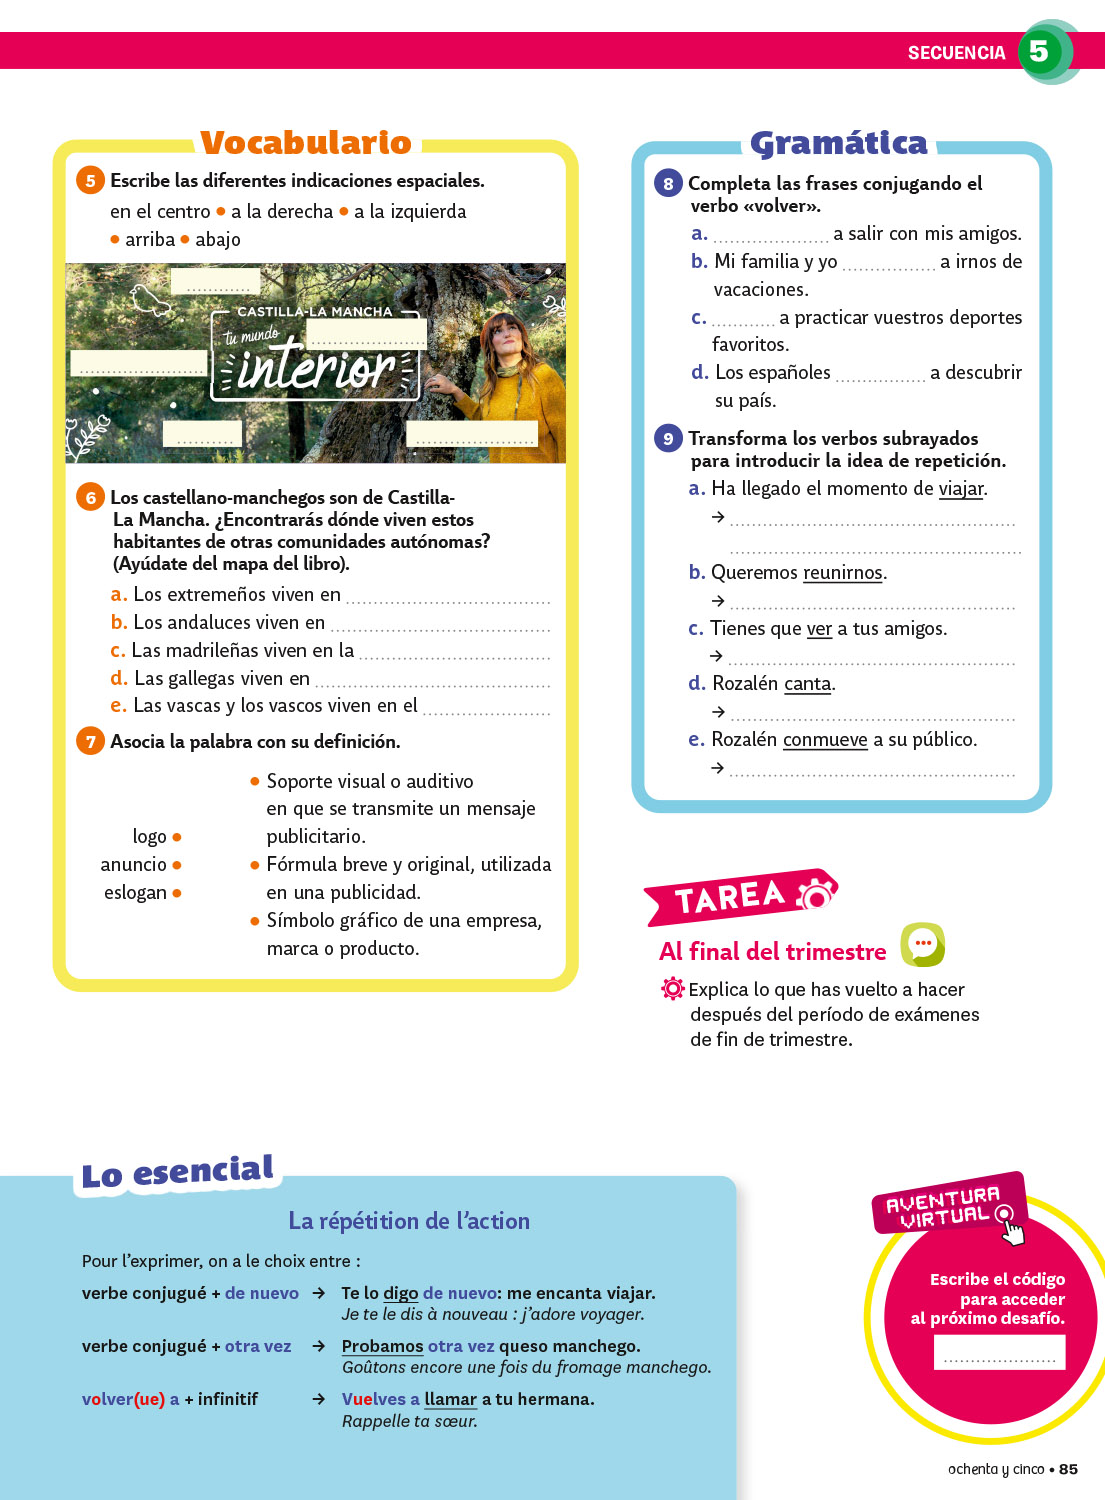 SECUENCIA 5
Vocabulario
5 Escribe las diferentes indicaciones espaciales.
en el centro • a la derecha • a la izquierda
• arriba • abajo
............
CASTILLA-LA MANCHA
tu mundo
.....................
interior
.......................
...........
......................
6 Los castellano-manchegos son de Castilla-
La Mancha. ¿Encontrarás dónde viven estos
habitantes de otras comunidades autónomas?
(Ayúdate del mapa del libro).
a. Los extremeños viven en ......................................
b. Los andaluces viven en .........................................
c. Las madrileñas viven en la ....................................
d. Las gallegas viven en ............................................
e. Las vascas y los vascos viven en el ........................
7 Asocia la palabra con su definición.
logo •
anuncio •
eslogan •
• Soporte visual o auditivo
en que se transmite un mensaje
publicitario.
• Fórmula breve y original, utilizada
en una publicidad.
• Símbolo gráfico de una empresa,
marca o producto.
Gramática
8 Completa las frases conjugando el
verbo «volver».
a. ..................... a salir con mis amigos.
b. Mi familia y yo ................. a irnos de
vacaciones.
c. ............ a practicar vuestros deportes
favoritos.
d. Los españoles ................. a descubrir
su país.
9 Transforma los verbos subrayados
para introducir la idea de repetición.
a. Ha llegado el momento de viajar.
→ .....................................................
......................................................
b. Queremos reunirnos.
→ .....................................................
c. Tienes que ver a tus amigos.
→ .....................................................
d. Rozalén canta.
→ .....................................................
e. Rozalén conmueve a su público.
→ .....................................................
TAREA
Al final del trimestre
Explica lo que has vuelto a hacer
después del período de exámenes
de fin de trimestre.
Lo esencial
La répétition de l'action
Pour l'exprimer, on a le choix entre :
verbe conjugué + de nuevo → Te lo digo de nuevo: me encanta viajar.
Je te le dis à nouveau : j'adore voyager.
verbe conjugué + otra vez → Probamos otra vez queso manchego.
Goûtons encore une fois du fromage manchego.
volver(ue) a + infinitif → Vuelves a llamar a tu hermana.
Rappelle ta sœur.
AVENTURA
VIRTUAL
Escribe el código
para acceder
al próximo desafío.
.....................
ochenta y cinco • 85